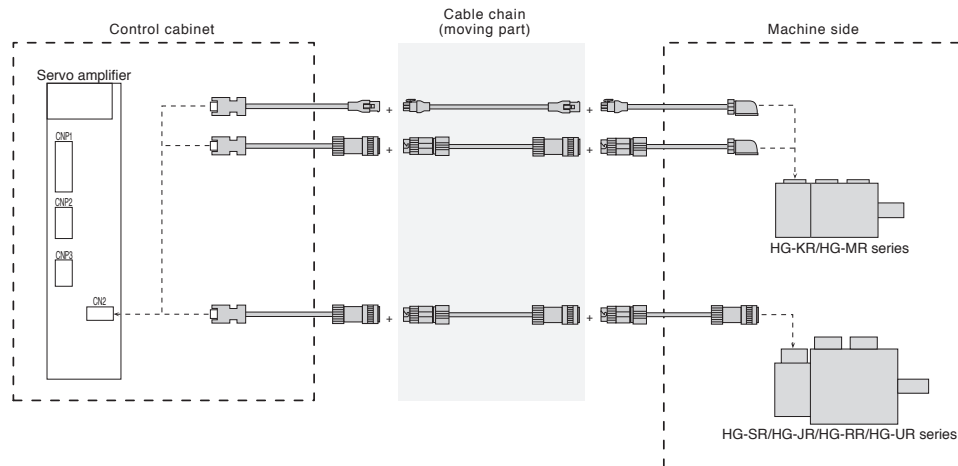 Cable chain
(moving part)
Control cabinet
Machine side
Servo amplifier
CNP1
CNP2
CNP3
CN2
+
+
+
+
+
+
HG-KR/HG-MR series
HG-SR/HG-JR/HG-RR/HG-UR series